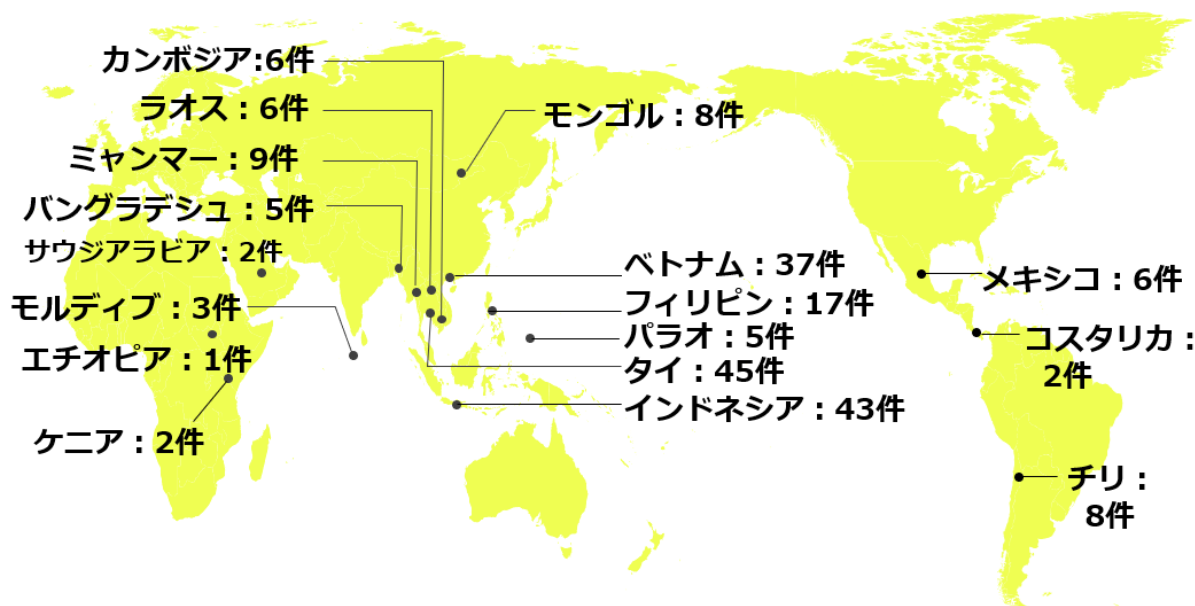 カンボジア:6件
ラオス：6件
ミャンマー：9件
バングラデシュ：5件
サウジアラビア：2件
モルディブ：3件
エチオピア：1件
ケニア：2件
モンゴル：8件
ベトナム：37件
フィリピン：17件
パラオ：5件
タイ：45件
インドネシア：43件
メキシコ：6件
コスタリカ：
2件
チリ：
8件